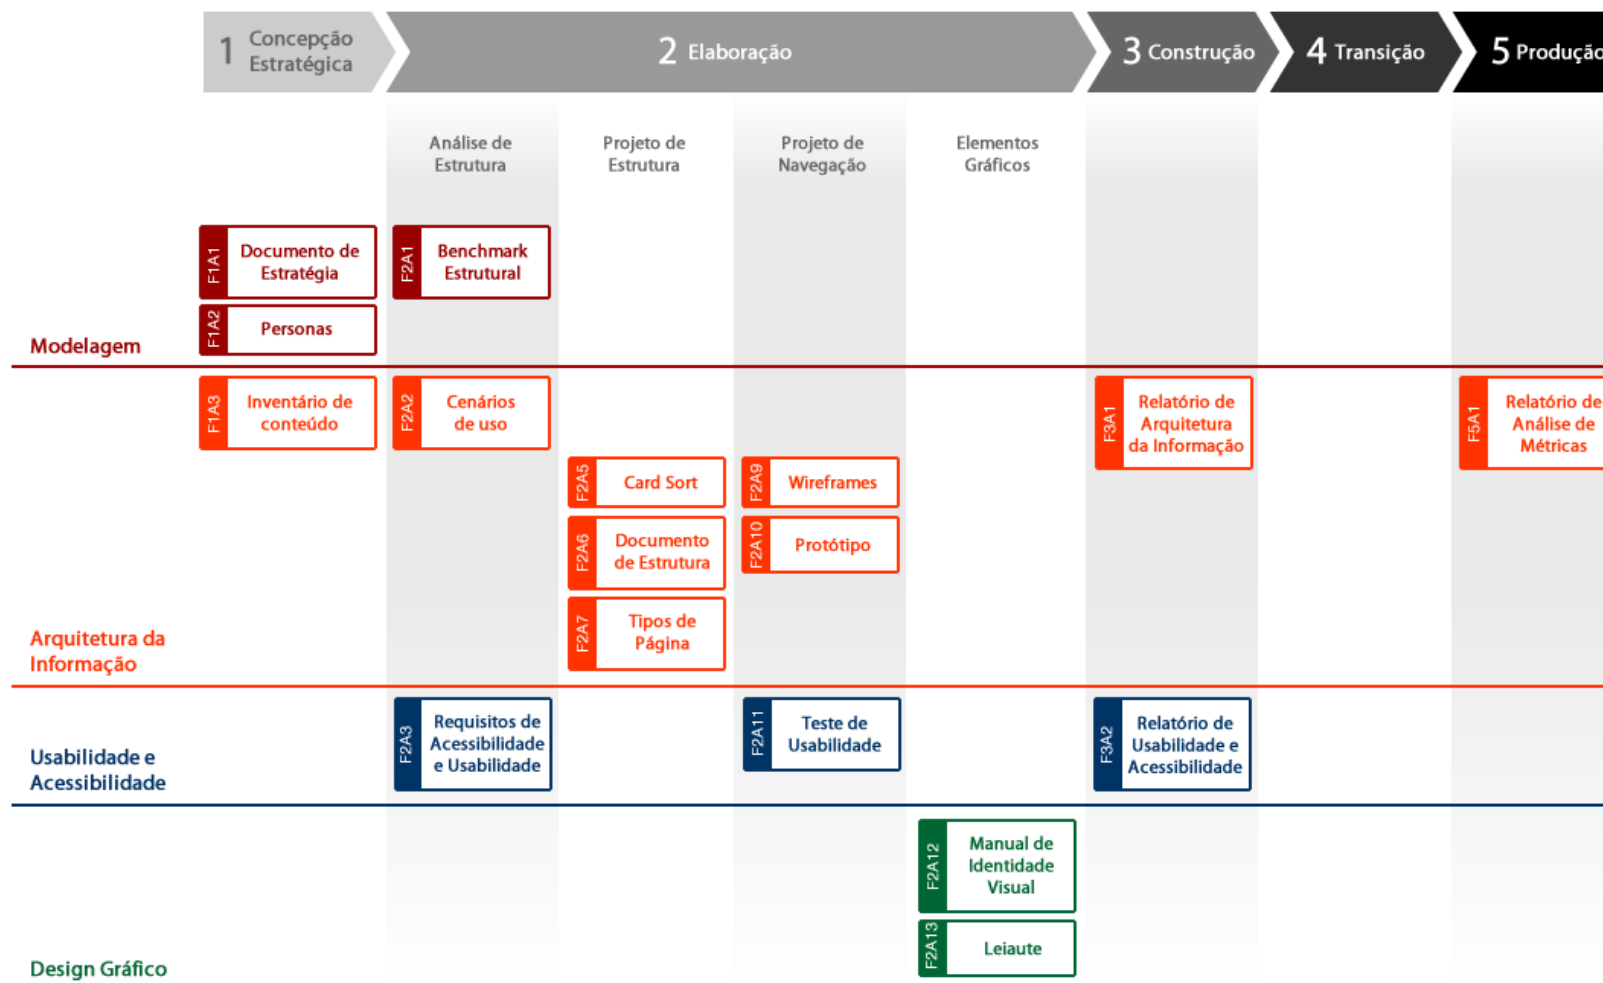 1 Concepção
Estratégica
2 Elaboração
3 Construção
4 Transição
5 Produção
Análise de
Estrutura
Projeto de
Estrutura
Projeto de
Navegação
Elementos
Gráficos
F1A1
Documento de
Estratégia
F2A1
Benchmark
Estrutural
F1A2
Personas
Modelagem
F1A3
Inventário de
conteúdo
F2A2
Cenários
de uso
F3A1
Relatório de
Arquitetura
da Informação
F5A1
Relatório de
Análise de
Métricas
F2A5
Card Sort
F2A9
Wireframes
F2A6
Documento
de Estrutura
F2A10
Protótipo
F2A7
Tipos de
Página
Arquitetura da
Informação
F2A3
Requisitos de
Acessibilidade
e Usabilidade
F2A11
Teste de
Usabilidade
F3A2
Relatório de
Usabilidade e
Acessibilidade
Usabilidade e
Acessibilidade
F2A12
Manual de
Identidade
Visual
F2A13
Leiaute
Design Gráfico